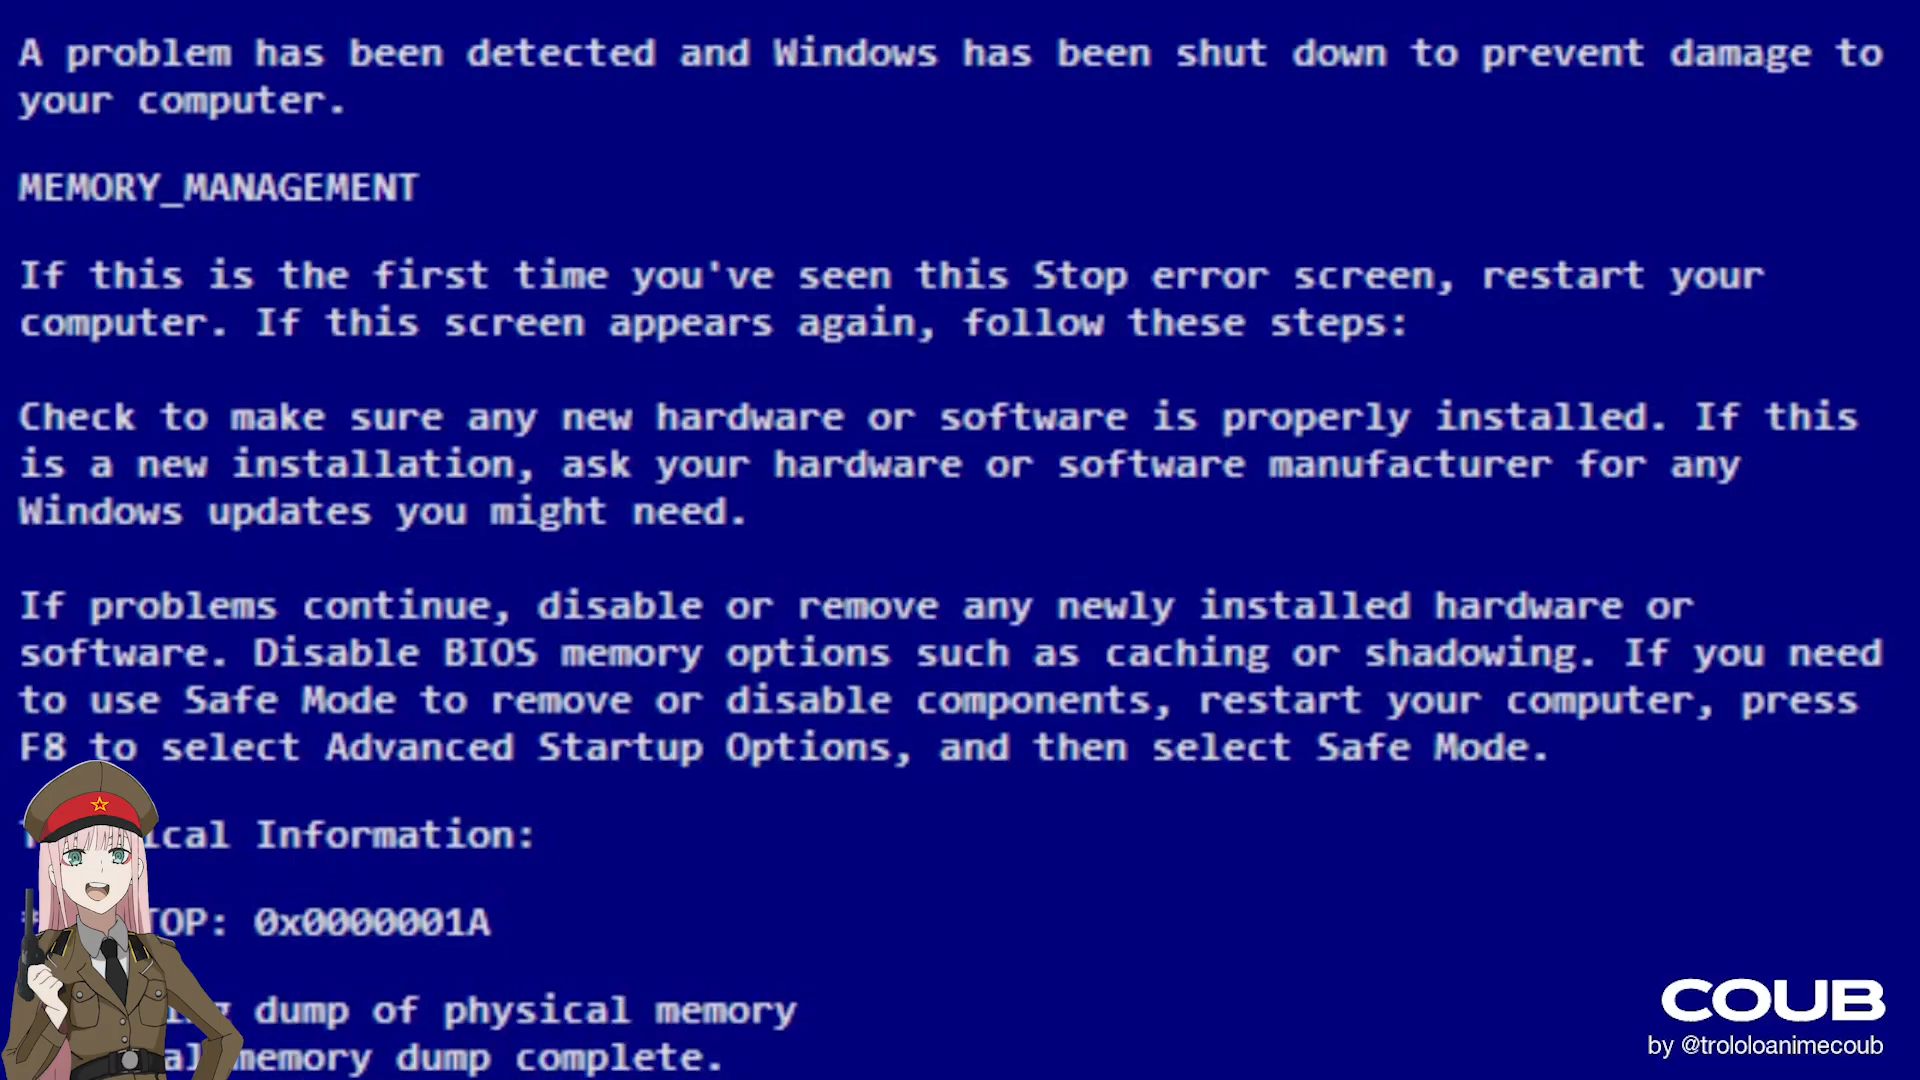 A problem has been detected and Windows has been shut down to prevent damage to
your computer.
MEMORY_MANAGEMENT
If this is the first time you've seen this Stop error screen, restart your
computer. If this screen appears again, follow these steps:
Check to make sure any new hardware or software is properly installed. If this
is a new installation, ask your hardware or software manufacturer for any
Windows updates you might need.
If problems continue, disable or remove any newly installed hardware or
software. Disable BIOS memory options such as caching or shadowing. If you need
to use Safe Mode to remove or disable components, restart your computer, press
F8 to select Advanced Startup Options, and then select Safe Mode.
Information:
0x0000001A
dump of physical memory
memory dump complete.
COUB
by @trololoanimecoub